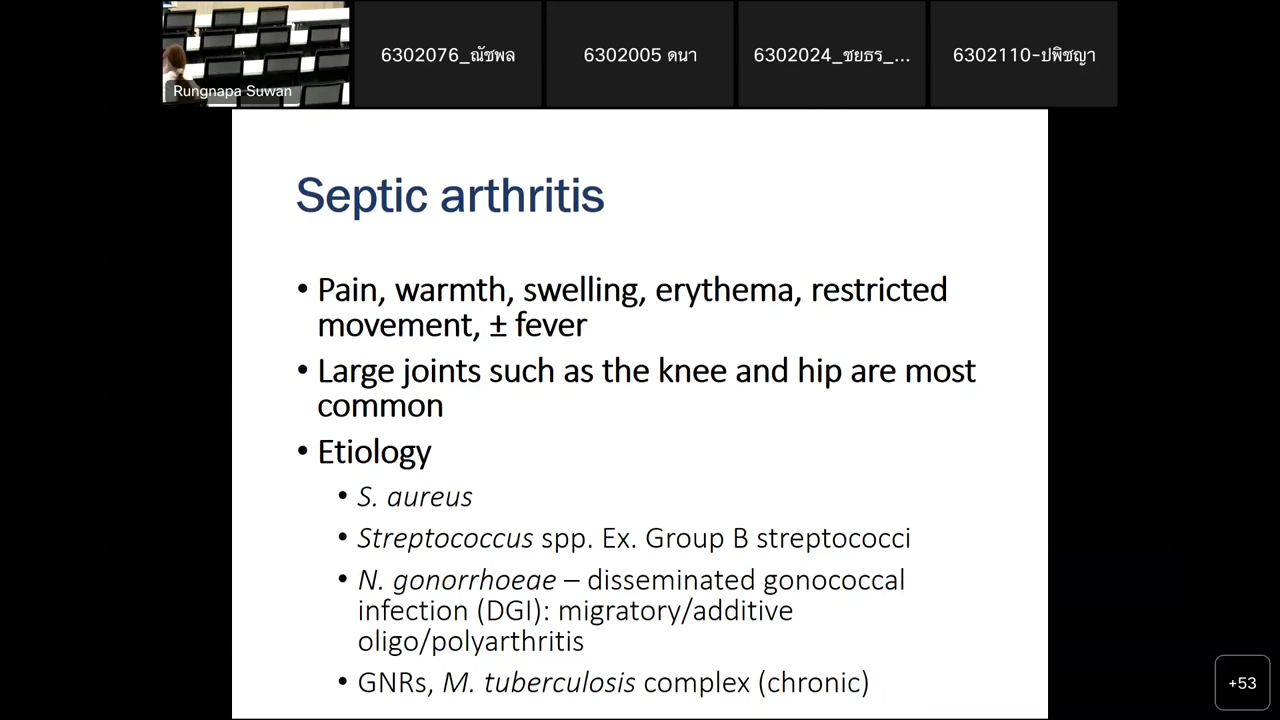 Rungnapa Suwan
6302076_ณัชพล
6302005 ดนา
6302024_ชยธร_...
6302110-ปพิชญา
Septic arthritis
• Pain, warmth, swelling, erythema, restricted
movement, ± fever
• Large joints such as the knee and hip are most
common
• Etiology
• S. aureus
• Streptococcus spp. Ex. Group B streptococci
• N. gonorrhoeae – disseminated gonococcal
infection (DGI): migratory/additive
oligo/polyarthritis
• GNRs, M. tuberculosis complex (chronic)
+53